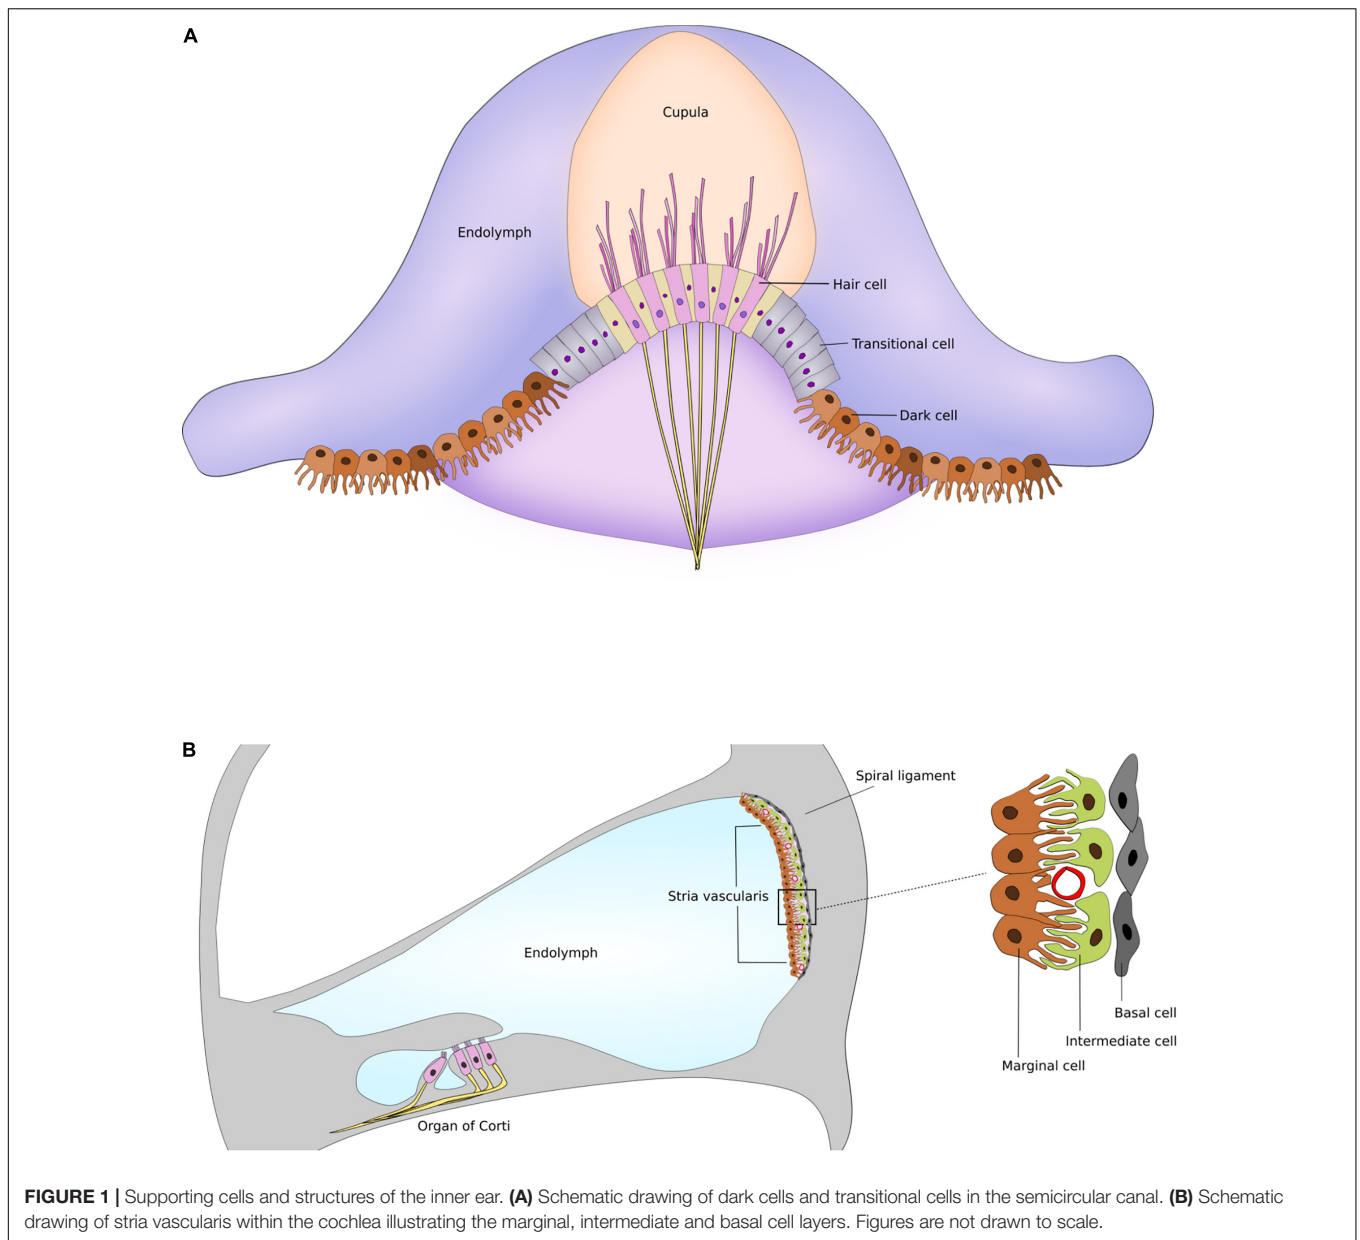 A
Cupula
Endolymph
Hair cell
Transitional cell
Dark cell
B
Spiral ligament
Stria vascularis
Endolymph
Basal cell
Intermediate cell
Marginal cell
Organ of Corti
FIGURE 1 | Supporting cells and structures of the inner ear. (A) Schematic drawing of dark cells and transitional cells in the semicircular canal. (B) Schematic
drawing of stria vascularis within the cochlea illustrating the marginal, intermediate and basal cell layers. Figures are not drawn to scale.